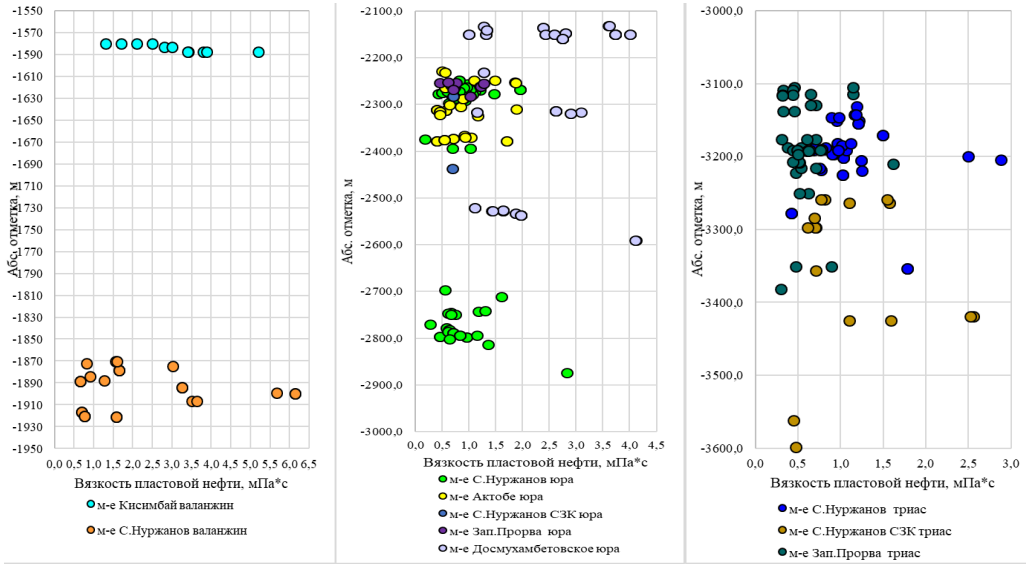 -1550
-1570
-1590
-1610
-1630
-1650
-1670
-1690
-1710
-1730
-1750
-1770
-1790
-1810
-1830
-1850
-1870
-1890
-1910
-1930
-1950
Абс. отметка, м
0,0 0,5 1,0 1,5 2,0 2,5 3,0 3,5 4,0 4,5 5,0 5,5 6,0 6,5
Вязкость пластовой нефти, мПа*с
м-е Кисимбай валанжин
м-е С.Нуржанов валанжин
-2100,0
-2200,0
-2300,0
-2400,0
-2500,0
-2600,0
-2700,0
-2800,0
-2900,0
-3000,0
Абс. отметка, м
0,0 0,5 1,0 1,5 2,0 2,5 3,0 3,5 4,0 4,5
Вязкость пластовой нефти, мПа*с
м-е С.Нуржанов юра
м-е Актобе юра
м-е С.Нуржанов СЗК юра
м-е Зап.Прорва юра
м-е Досмухамбетовское юра
-3000,0
-3100,0
-3200,0
-3300,0
-3400,0
-3500,0
-3600,0
Абс. отметка, м
0,0 0,5 1,0 1,5 2,0 2,5 3,0
Вязкость пластовой нефти, мПа*с
м-е С.Нуржанов триас
м-е С.Нуржанов СЗК триас
м-е Зап.Прорва триас